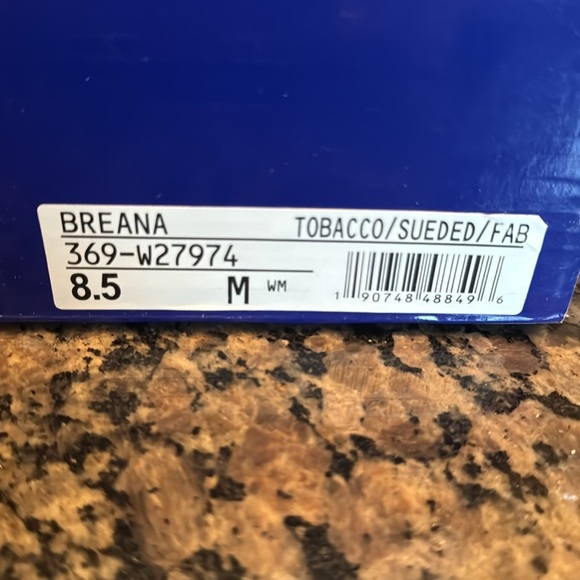 BREANA TOBACCO/SUEDED/FAB
369-W27974
8.5 M WM
1 90748 48849 6